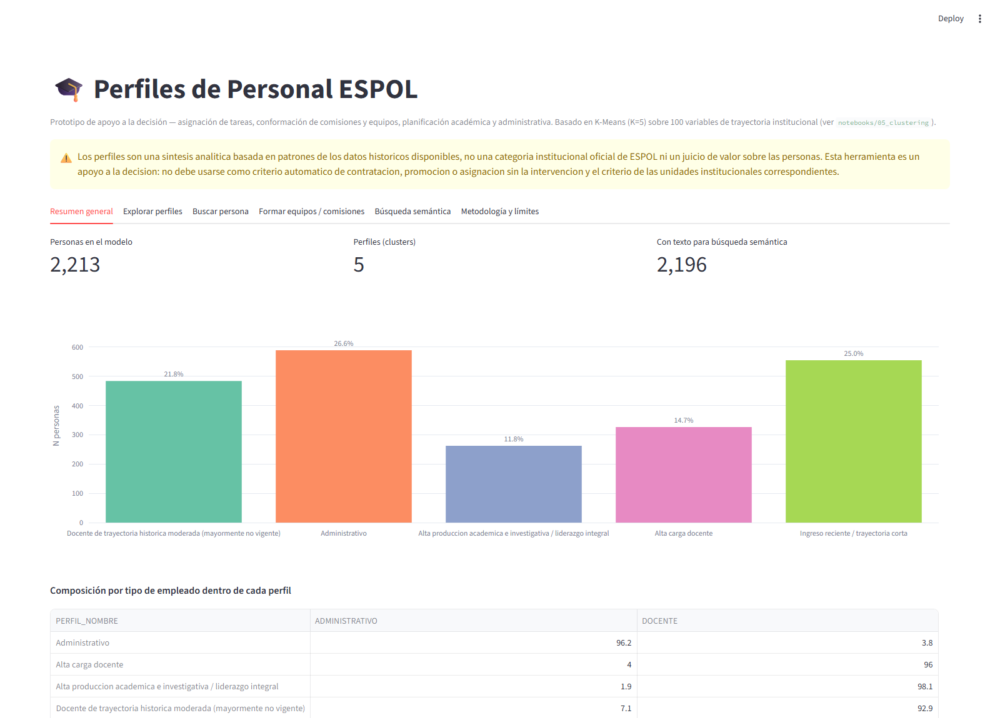 Deploy
Perfiles de Personal ESPOL
Prototipo de apoyo a la decisión — asignación de tareas, conformación de comisiones y equipos, planificación académica y administrativa. Basado en K-Means (K=5) sobre 100 variables de trayectoria institucional (ver notebooks/05_clustering ).
Los perfiles son una sintesis analitica basada en patrones de los datos historicos disponibles, no una categoria institucional oficial de ESPOL ni un juicio de valor sobre las personas. Esta herramienta es un
apoyo a la decision: no debe usarse como criterio automatico de contratacion, promocion o asignacion sin la intervencion y el criterio de las unidades institucionales correspondientes.
Resumen general Explorar perfiles Buscar persona Formar equipos / comisiones Búsqueda semántica Metodología y límites
Personas en el modelo Perfiles (clusters) Con texto para búsqueda semántica
2,213 5 2,196
N personas
600
500
400
300
200
100
0
21.8% 26.6% 11.8% 14.7% 25.0%
Docente de trayectoria historica moderada (mayormente no vigente) Administrativo Alta produccion academica e investigativa / liderazgo integral Alta carga docente Ingreso reciente / trayectoria corta
Composición por tipo de empleado dentro de cada perfil
PERFIL_NOMBRE ADMINISTRATIVO DOCENTE
Administrativo 96.2 3.8
Alta carga docente 4 96
Alta produccion academica e investigativa / liderazgo integral 1.9 98.1
Docente de trayectoria historica moderada (mayormente no vigente) 7.1 92.9